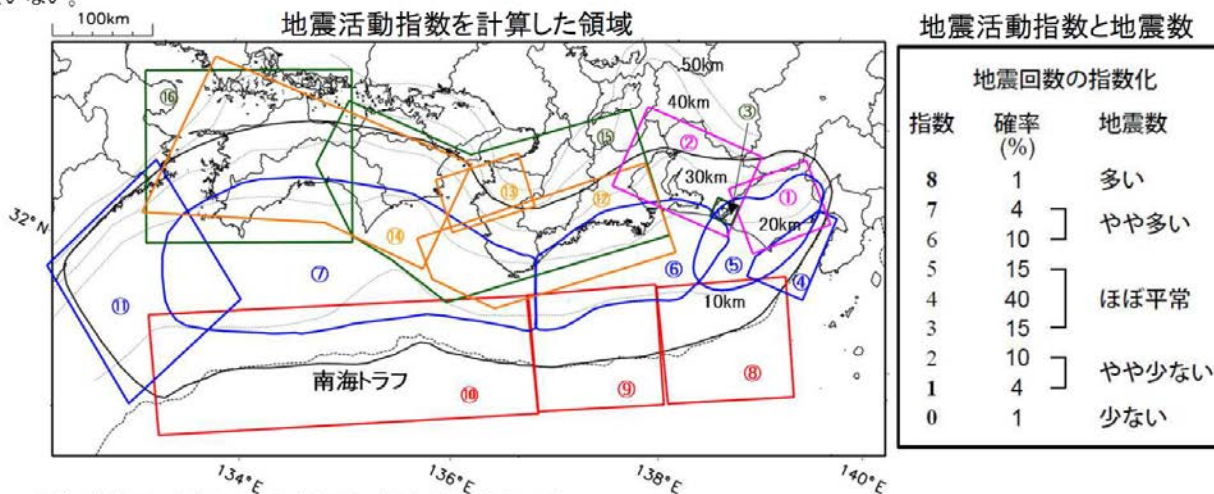 いない。
100km
地震活動指数を計算した領域
50km
40km
③
⑯
⑮
②
30km
①
⑬
⑫
20km
32°N
⑭
⑦
⑥
⑤
④
⑪
10km
南海トラフ
⑩
⑨
⑧
134°E
136°E
138°E
140°E
地震活動指数と地震数
地震回数の指数化
指数 確率 地震数
(%)
8 1 多い
7 4
やや多い
6 10
5 15
4 40 ほぼ平常
3 15
2 10
やや少ない
1 4
0 1 少ない